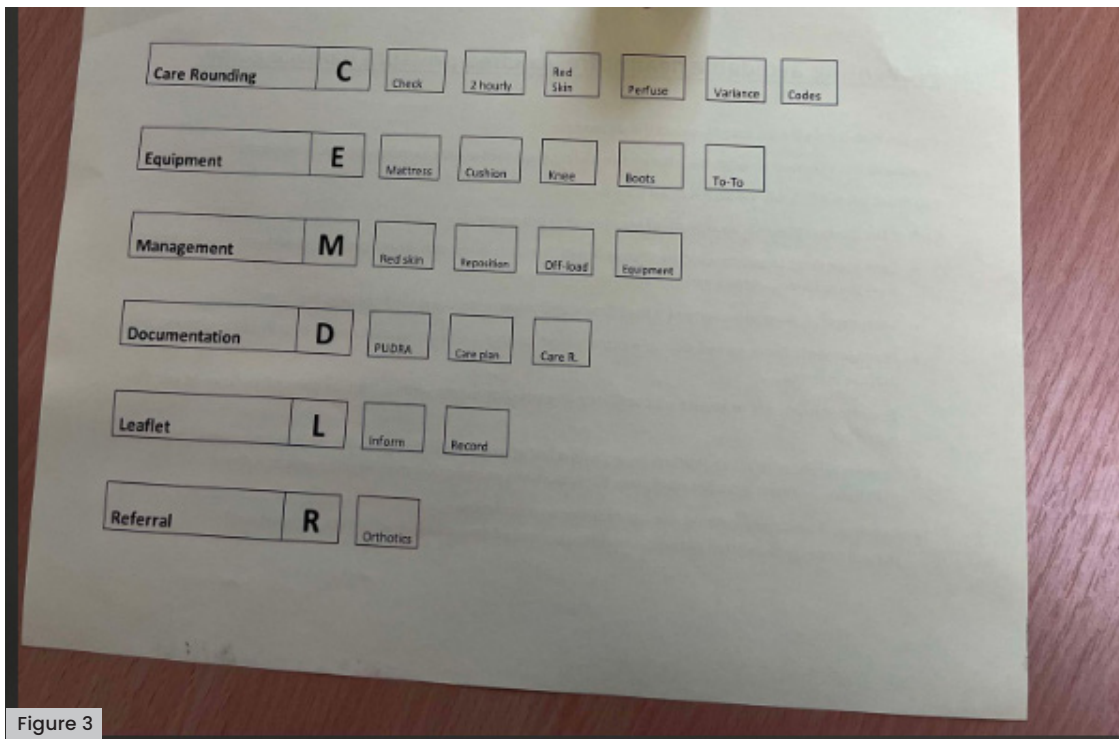 Care Rounding C Check 2 hourly Red Skin Perfuse Variance Codes
Equipment E Mattress Cushion Knee Boots To-To
Management M Red skin Reposition Off-load Equipment
Documentation D PUDRA Care plan Care R.
Leaflet L Inform Record
Referral R Orthotics
Figure 3